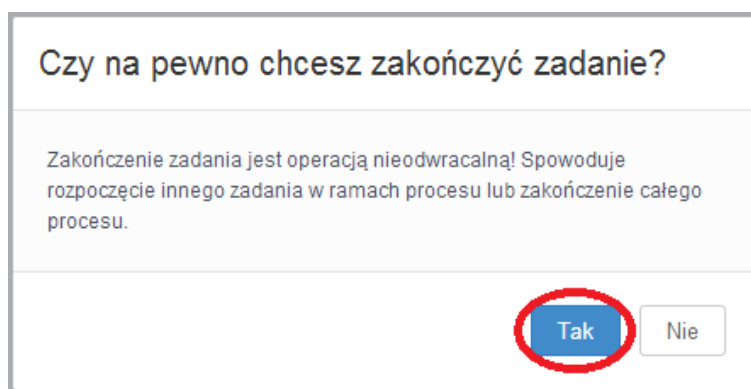 Czy na pewno chcesz zakończyć zadanie?
Zakończenie zadania jest operacją nieodwracalną! Spowoduje
rozpoczęcie innego zadania w ramach procesu lub zakończenie całego
procesu.
Tak Nie